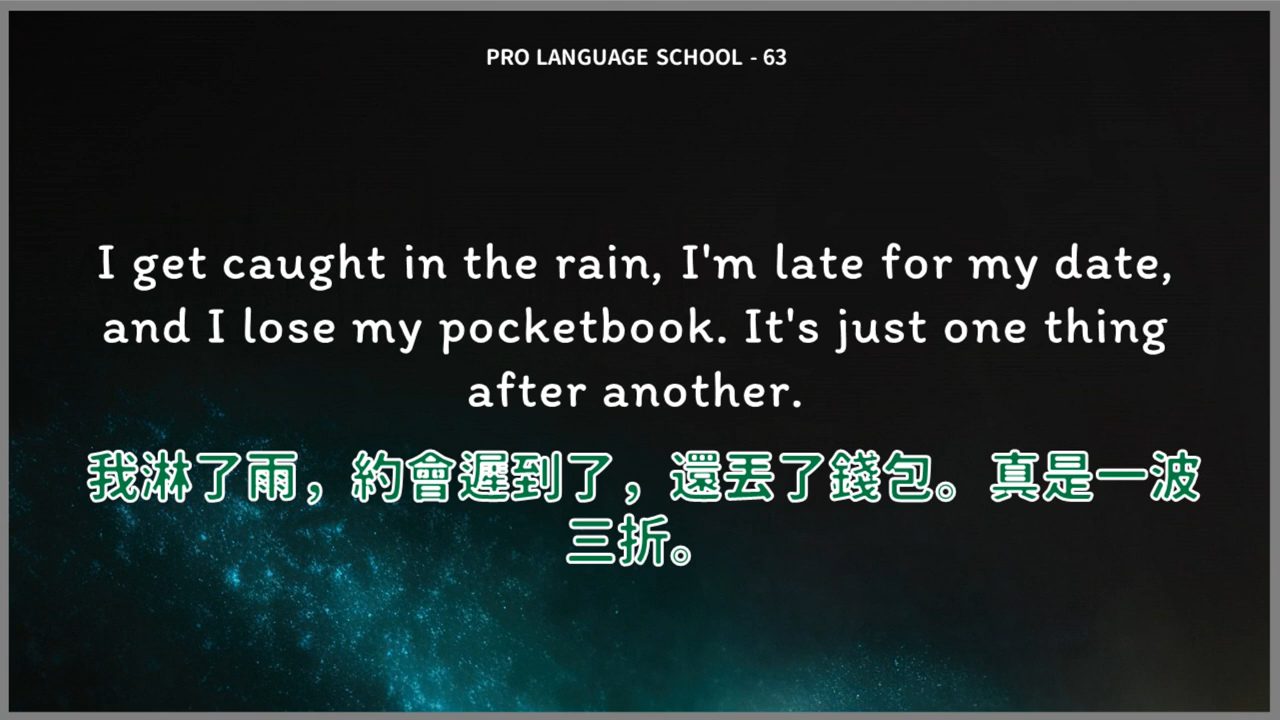 PRO LANGUAGE SCHOOL - 63
I get caught in the rain, I'm late for my date,
and I lose my pocketbook. It's just one thing
after another.
我淋了雨，約會遲到了，還丟了錢包。真是一波
三折。